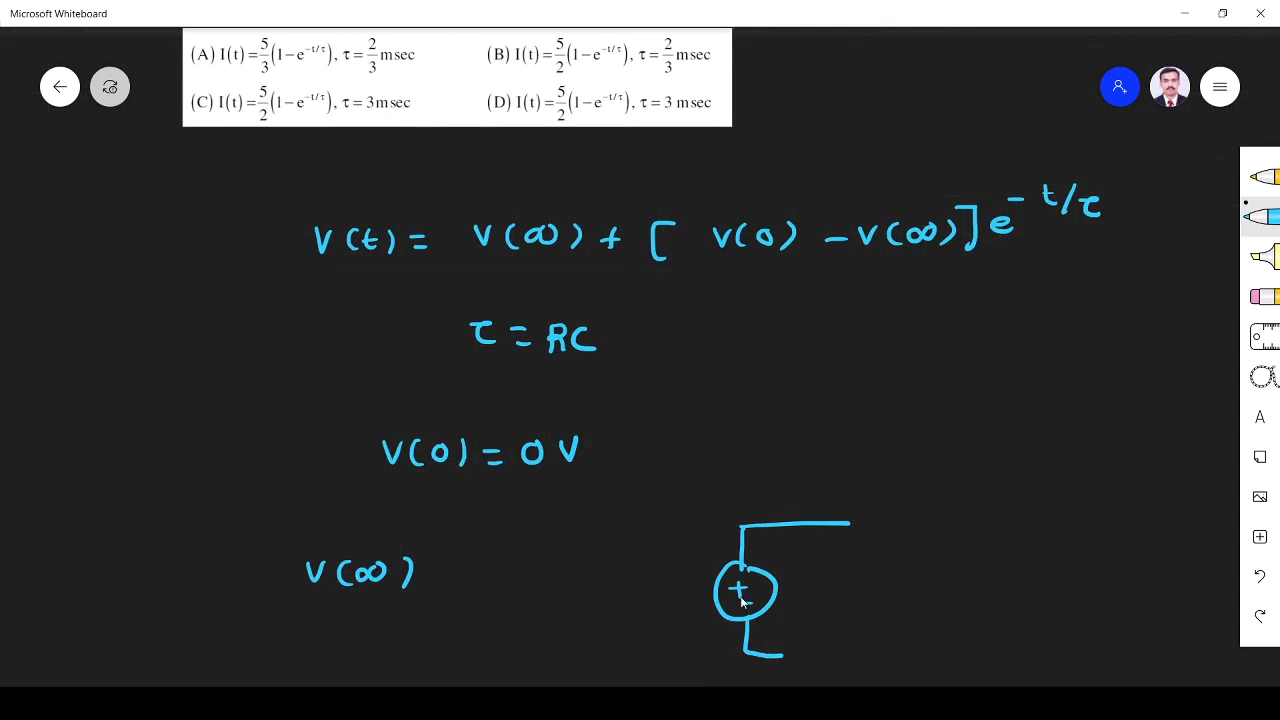 Microsoft Whiteboard
(A) I(t) = 5/3 (1−e^−t/τ), τ = 2/3 msec (B) I(t) = 5/2 (1−e^−t/τ), τ = 2/3 msec
(C) I(t) = 5/2 (1−e^−t/τ), τ = 3 msec (D) I(t) = 5/2 (1−e^−t/τ), τ = 3 msec
V(t) = V(∞) + [ V(0) − V(∞)] e^−t/τ
τ = RC
V(0) = 0 V
V(∞)
+
−
A